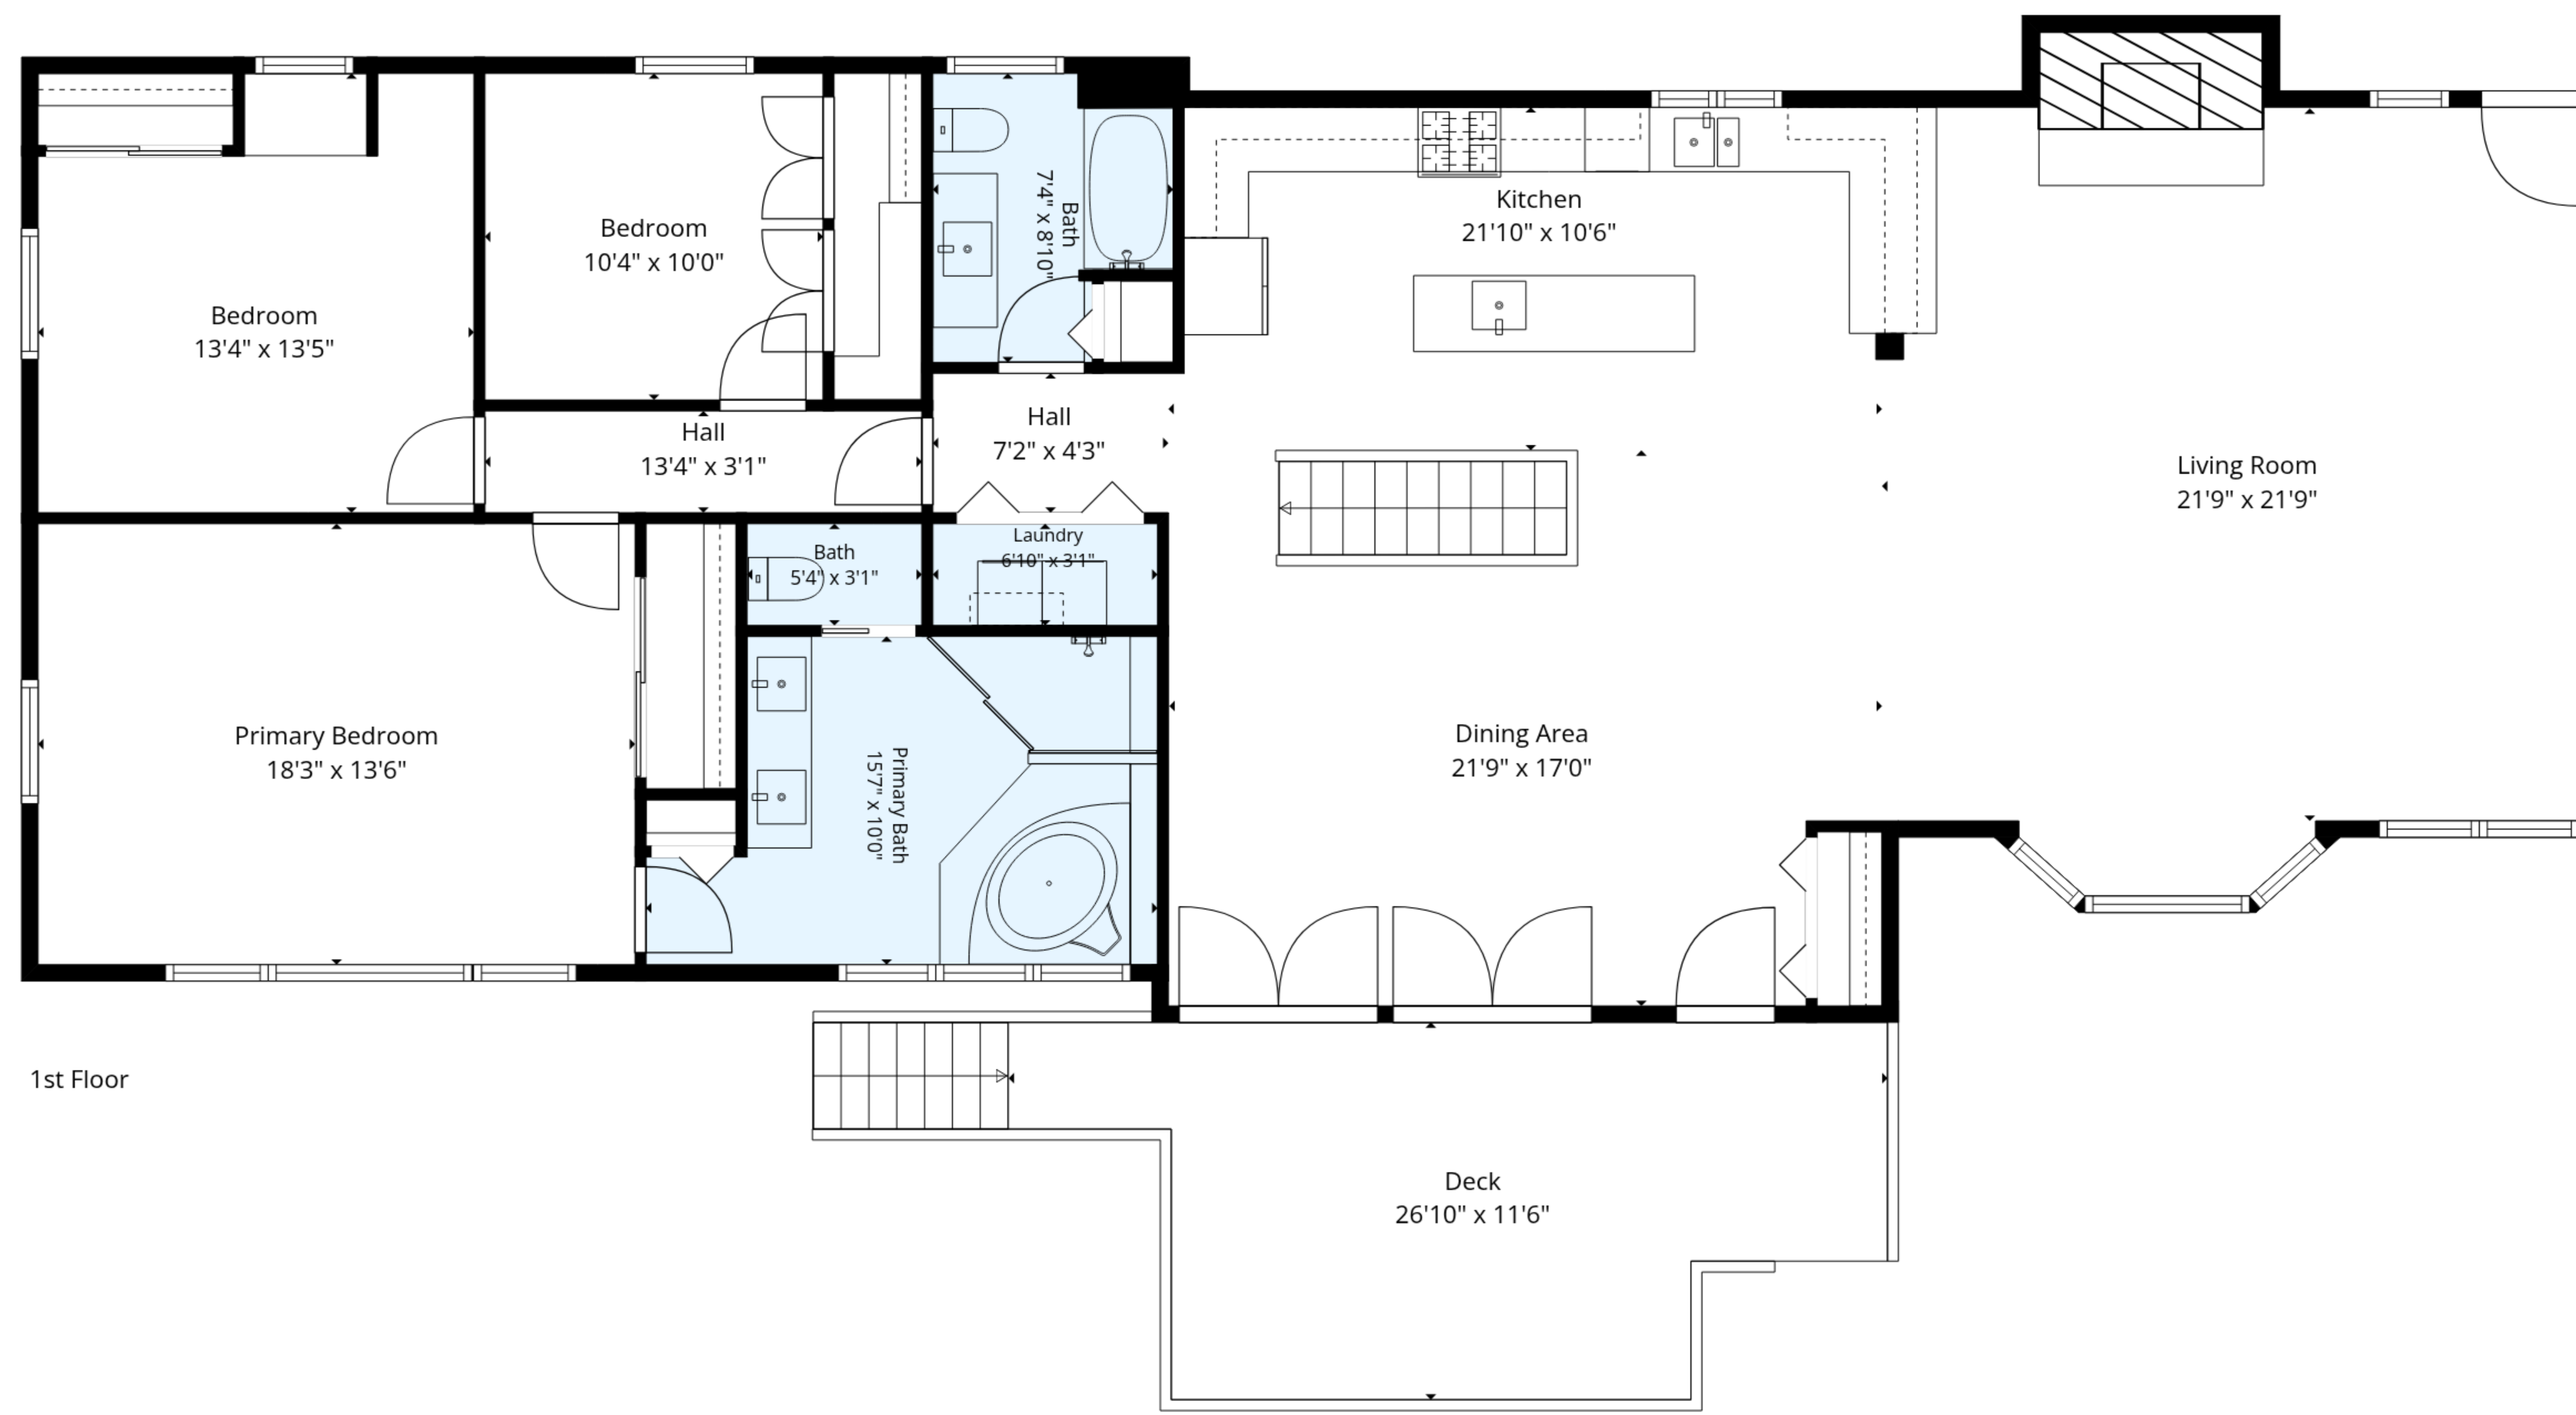 Bedroom
13'4" x 13'5"
Bedroom
10'4" x 10'0"
Bath
7'4" x 8'10"
Kitchen
21'10" x 10'6"
Hall
13'4" x 3'1"
Hall
7'2" x 4'3"
Living Room
21'9" x 21'9"
Bath
5'4" x 3'1"
Laundry
6'10" x 3'1"
Primary Bedroom
18'3" x 13'6"
Primary Bath
15'7" x 10'0"
Dining Area
21'9" x 17'0"
1st Floor
Deck
26'10" x 11'6"